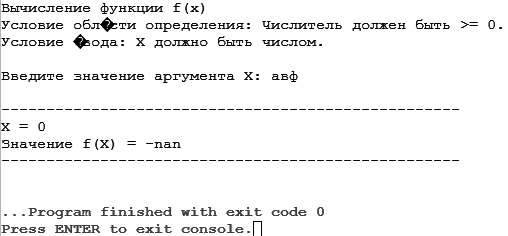 Вычисление функции f(x)
Условие обл�сти определения: Числитель должен быть >= 0.
Условие �вода: X должно быть числом.
Введите значение аргумента X: авф
---------------------------------------------------
X = 0
Значение f(X) = -nan
---------------------------------------------------
...Program finished with exit code 0
Press ENTER to exit console.